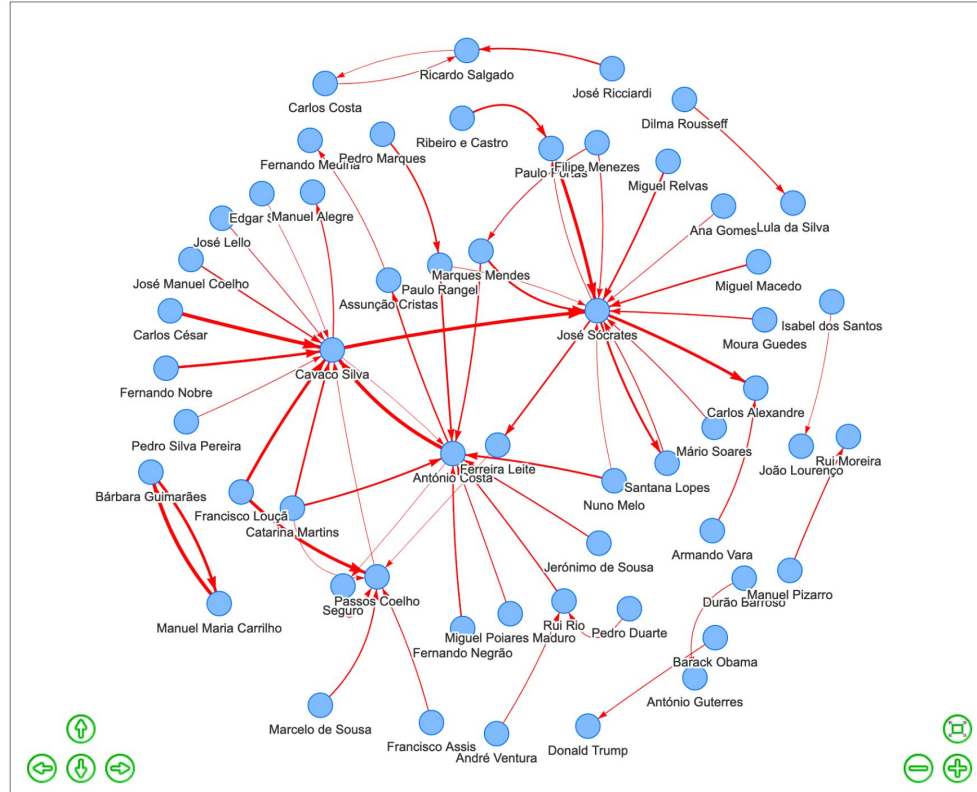 Ricardo Salgado
Carlos Costa
José Ricciardi
Dilma Rousseff
Ribeiro e Castro
Pedro Marques
Fernando Medina
Filipe Menezes
Paulo Portas
Miguel Relvas
Edgar
Manuel Alegre
Ana Gomes
Lula da Silva
José Lello
José Manuel Coelho
Marques Mendes
Paulo Rangel
Assunção Cristas
Miguel Macedo
Isabel dos Santos
Carlos César
José Sócrates
Moura Guedes
Cavaco Silva
Fernando Nobre
Carlos Alexandre
Pedro Silva Pereira
Mário Soares
João Lourenço
Rui Moreira
Ferreira Leite
António Costa
Santana Lopes
Nuno Melo
Bárbara Guimarães
Francisco Louçã
Catarina Martins
Armando Vara
Jerónimo de Sousa
Manuel Maria Carrilho
Seguro
Passos Coelho
Durão Barroso
Manuel Pizarro
Rui Rio
Pedro Duarte
Miguel Poiares Maduro
Fernando Negrão
Barack Obama
António Guterres
Marcelo de Sousa
Francisco Assis
André Ventura
Donald Trump